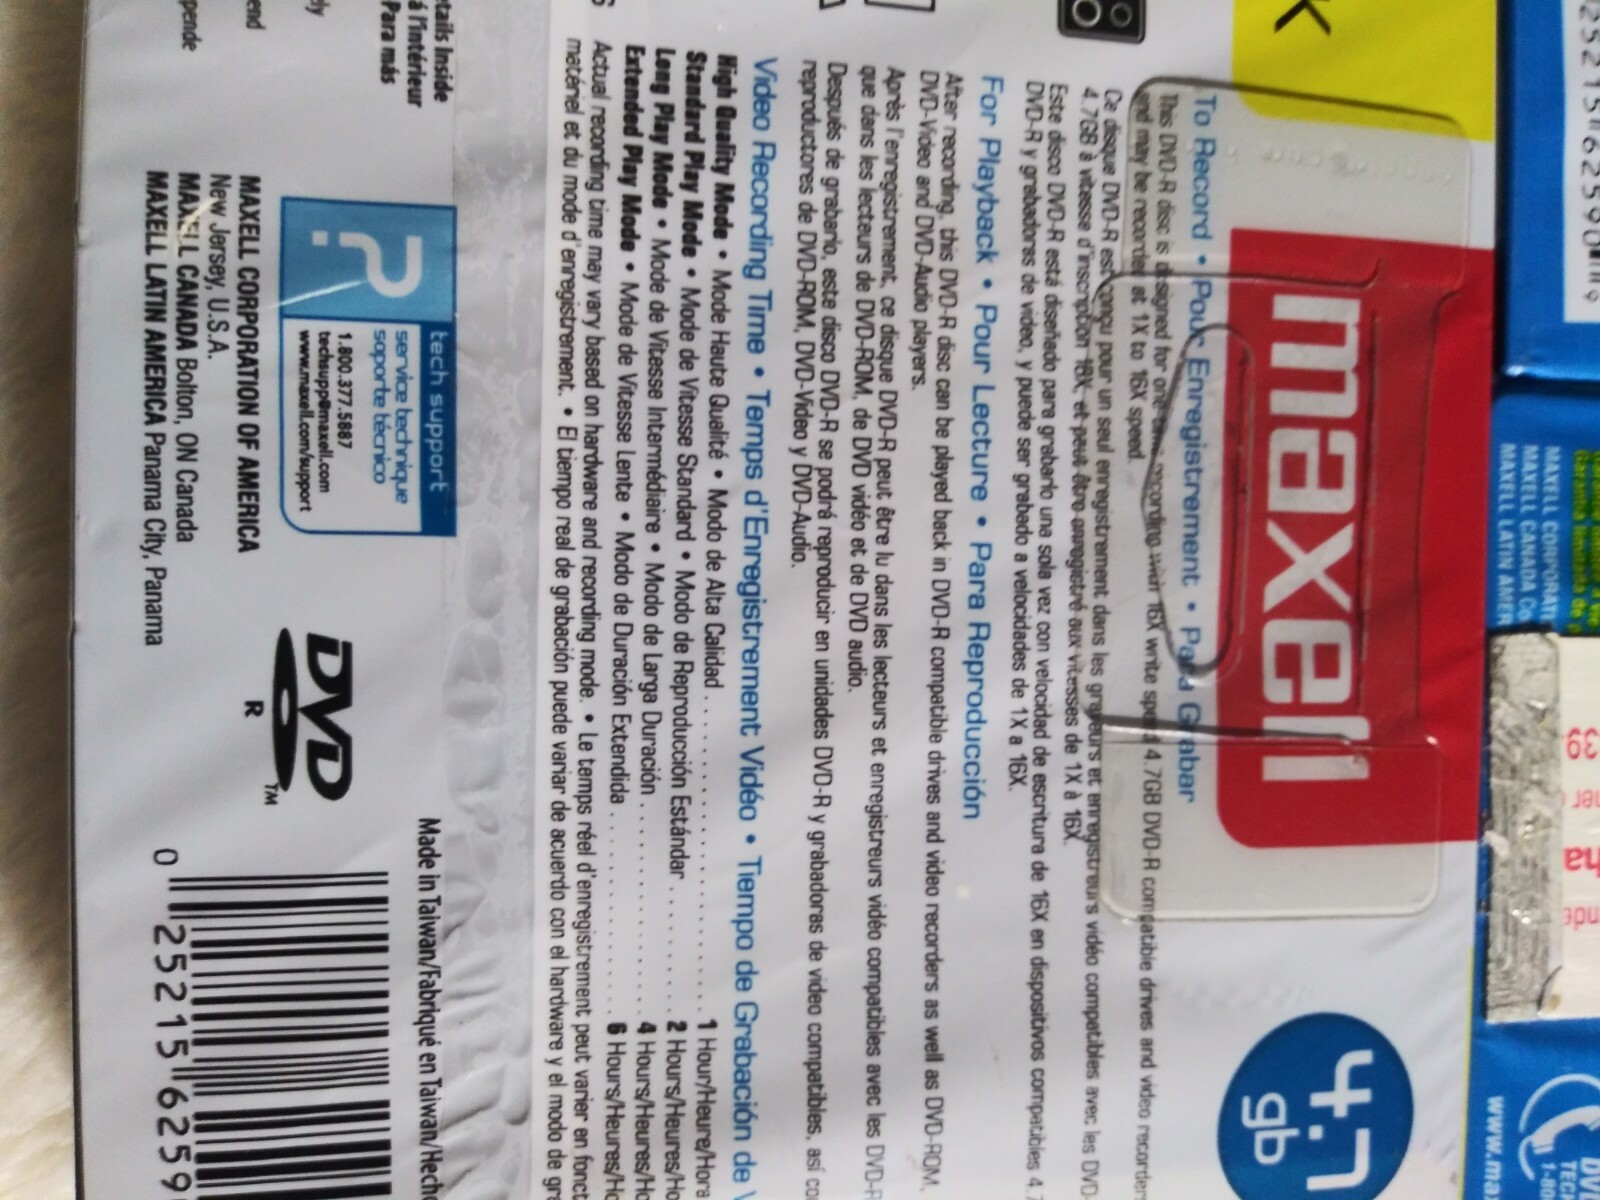 K
maxell
4.7
gb
To Record • Pour Enregistrement • Para Grabar
This DVD-R disc is designed for one time recording with 16X write speed 4.7GB DVD-R compatible drives and video recorders
and may be recorded at 1X to 16X speed.
Ce disque DVD-R est conçu pour un seul enregistrement dans les graveurs et enregistreurs vidéo compatibles avec les DVD-
4.7GB à vitesse d'inscription 16X, et peut être enregistré aux vitesses de 1X à 16X.
Este disco DVD-R está diseñado para grabarlo una sola vez con velocidad de escritura de 16X en dispositivos compatibles 4.7
DVD-R y grabadoras de video, y puede ser grabado a velocidades de 1X a 16X.
For Playback • Pour Lecture • Para Reproducción
After recording, this DVD-R disc can be played back in DVD-R compatible drives and video recorders as well as DVD-ROM,
DVD-Video and DVD-Audio players.
Après l'enregistrement, ce disque DVD-R peut être lu dans les lecteurs et enregistreurs vidéo compatibles avec les DVD-R
que dans les lecteurs de DVD-ROM, de DVD vidéo et de DVD audio.
Después de grabarlo, este disco DVD-R se podrá reproducir en unidades DVD-R y grabadoras de video compatibles, así co
reproductores de DVD-ROM, DVD-Video y DVD-Audio.
Video Recording Time • Temps d'Enregistrement Vidéo • Tiempo de Grabación de V
High Quality Mode • Mode Haute Qualité • Modo de Alta Calidad . . . . . . . . . . . . . . . . . . . . 1 Hour/Heure/Hora
Standard Play Mode • Mode de Vitesse Standard • Modo de Reproducción Estándar . . . . . . . . . 2 Hours/Heures/Ho
Long Play Mode • Mode de Vitesse Intermédiaire • Modo de Larga Duración . . . . . . . . . . . . . . 4 Hours/Heures/Ho
Extended Play Mode • Mode de Vitesse Lente • Modo de Duración Extendida . . . . . . . . . . . . . 6 Hours/Heures/Ho
Actual recording time may vary based on hardware and recording mode. • Le temps réel d'enregistrement peut varier en fonct
matériel et du mode d'enregistrement. • El tiempo real de grabación puede variar de acuerdo con el hardware y el modo de gra
tails Inside
à l'intérieur
Para más
?
tech support
service technique
soporte técnico
1.800.377.5887
techsupp@maxell.com
www.maxell.com/support
MAXELL CORPORATION OF AMERICA
New Jersey, U.S.A.
MAXELL CANADA Bolton, ON Canada
MAXELL LATIN AMERICA Panama City, Panama
DVD
R
TM
Made in Taiwan/Fabriqué en Taiwan/Hecho
0 25215 6259
MAXELL CORPORATI
MAXELL CANADA
MAXELL LATIN AMER
39
www.ma